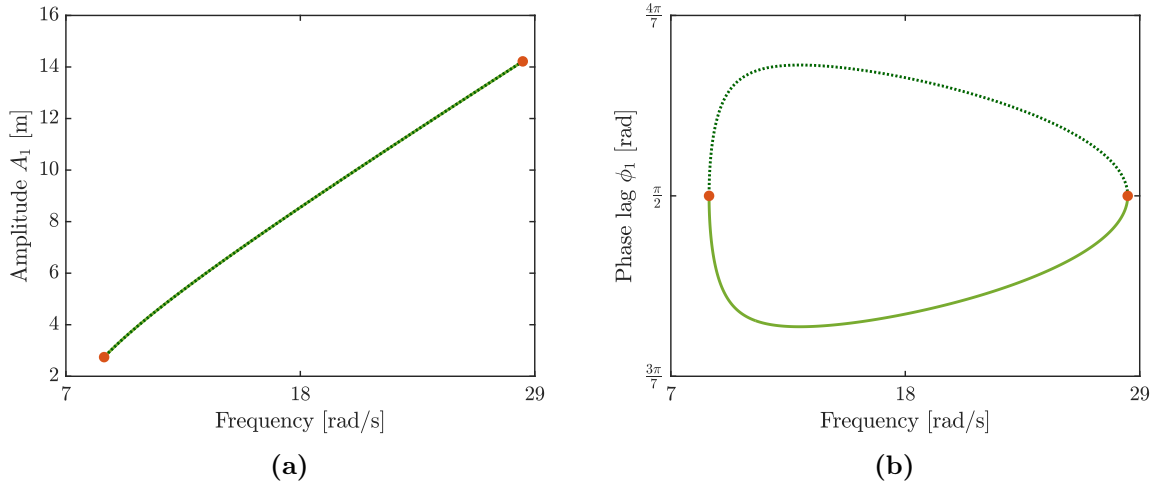 16
14
12
10
8
6
4
2
Amplitude A₁ [m]
7
18
29
Frequency [rad/s]
(a)
4π/7
π/2
3π/7
Phase lag ϕ₁ [rad]
7
18
29
Frequency [rad/s]
(b)